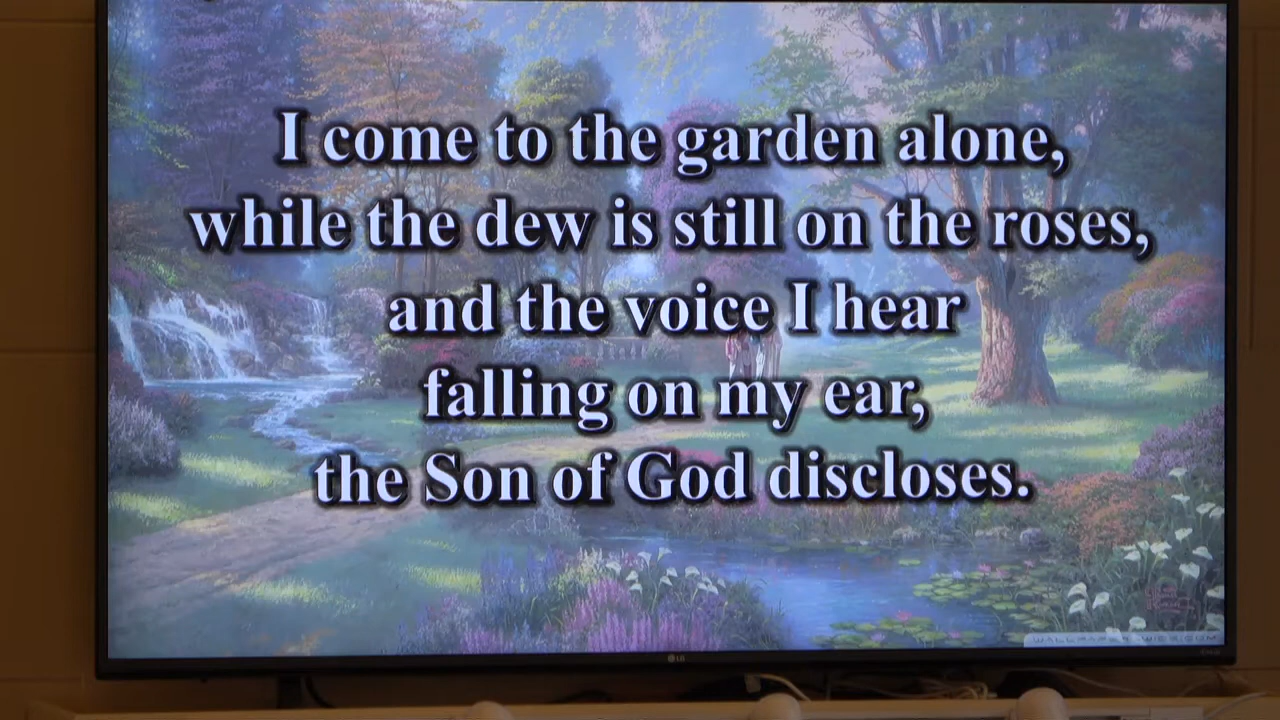 I come to the garden alone,
while the dew is still on the roses,
and the voice I hear
falling on my ear,
the Son of God discloses.
LG